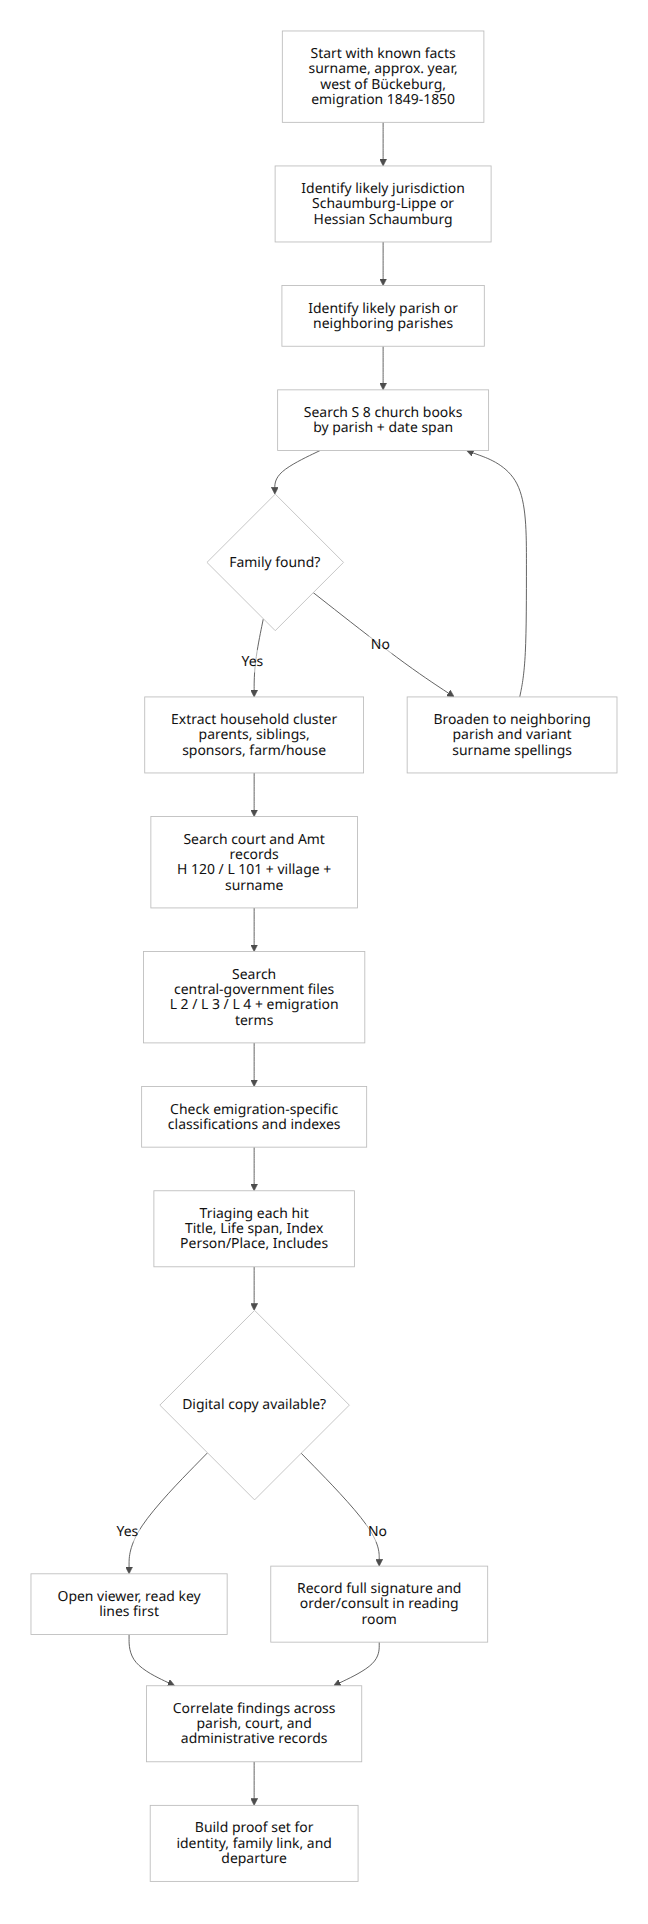 Start with known facts
surname, approx. year,
west of Bückeburg,
emigration 1849-1850
Identify likely jurisdiction
Schaumburg-Lippe or
Hessian Schaumburg
Identify likely parish or
neighboring parishes
Search S 8 church books
by parish + date span
Family found?
No
Yes
Extract household cluster
parents, siblings,
sponsors, farm/house
Broaden to neighboring
parish and variant
surname spellings
Search court and Amt
records
H 120 / L 101 + village +
surname
Search
central-government files
L 2 / L 3 / L 4 + emigration
terms
Check emigration-specific
classifications and indexes
Triaging each hit
Title, Life span, Index
Person/Place, Includes
Digital copy available?
Yes
No
Open viewer, read key
lines first
Record full signature and
order/consult in reading
room
Correlate findings across
parish, court, and
administrative records
Build proof set for
identity, family link, and
departure